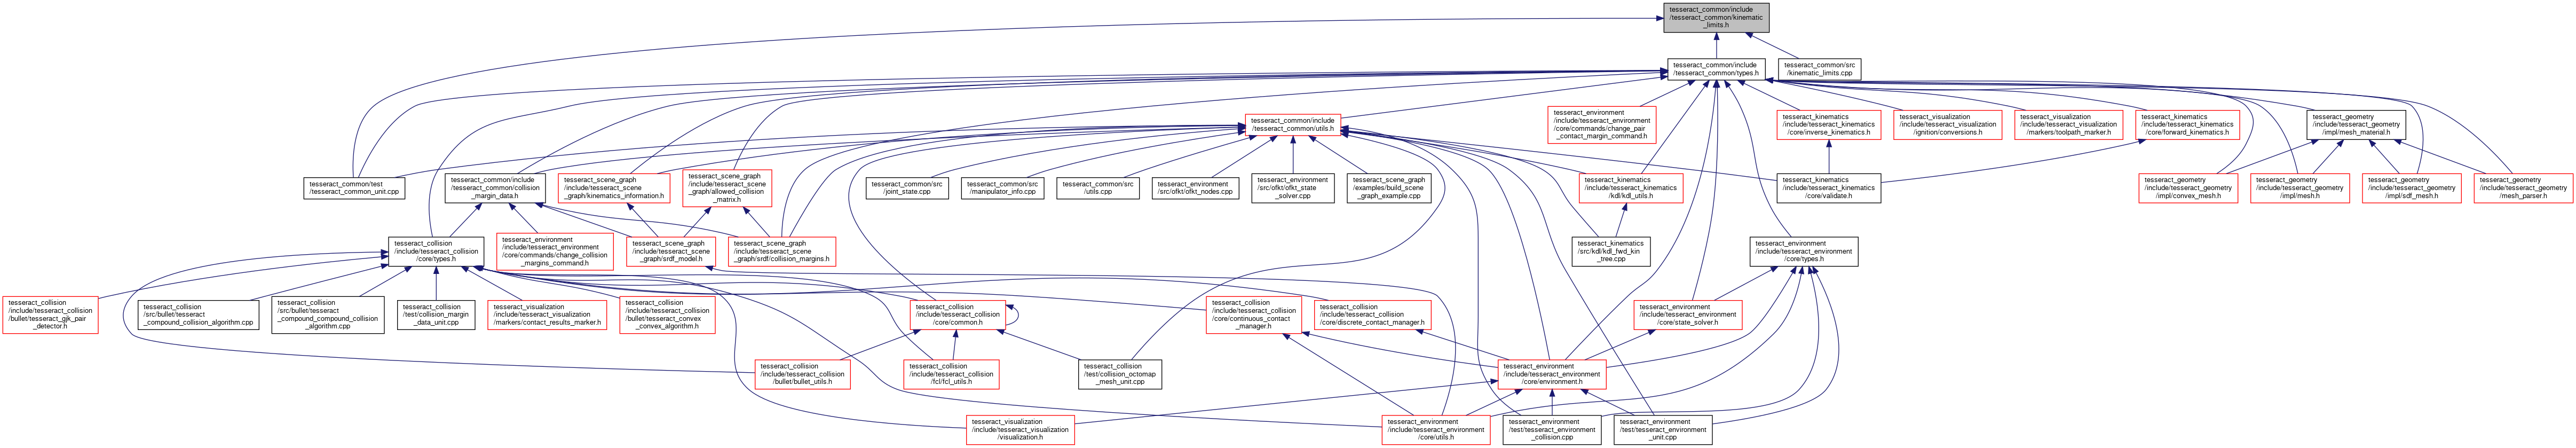 tesseract_common/include
/tesseract_common/kinematic
_limits.h
tesseract_common/include
/tesseract_common/types.h
tesseract_common/src
/kinematic_limits.cpp
tesseract_common/include
/tesseract_common/utils.h
tesseract_environment
/include/tesseract_environment
/core/commands/change_pair
_contact_margin_command.h
tesseract_kinematics
/include/tesseract_kinematics
/core/inverse_kinematics.h
tesseract_visualization
/include/tesseract_visualization
/ignition/conversions.h
tesseract_visualization
/include/tesseract_visualization
/markers/toolpath_marker.h
tesseract_kinematics
/include/tesseract_kinematics
/core/forward_kinematics.h
tesseract_geometry
/include/tesseract_geometry
/impl/mesh_material.h
tesseract_common/test
/tesseract_common_unit.cpp
tesseract_common/include
/tesseract_common/collision
_margin_data.h
tesseract_scene_graph
/include/tesseract_scene
_graph/kinematics_information.h
tesseract_scene_graph
/include/tesseract_scene
_graph/allowed_collision
_matrix.h
tesseract_common/src
/joint_state.cpp
tesseract_common/src
/manipulator_info.cpp
tesseract_common/src
/utils.cpp
tesseract_environment
/src/ofkt/ofkt_nodes.cpp
tesseract_environment
/src/ofkt/ofkt_state
_solver.cpp
tesseract_scene_graph
/examples/build_scene
_graph_example.cpp
tesseract_kinematics
/include/tesseract_kinematics
/kdl/kdl_utils.h
tesseract_kinematics
/include/tesseract_kinematics
/core/validate.h
tesseract_geometry
/include/tesseract_geometry
/impl/convex_mesh.h
tesseract_geometry
/include/tesseract_geometry
/impl/mesh.h
tesseract_geometry
/include/tesseract_geometry
/impl/sdf_mesh.h
tesseract_geometry
/include/tesseract_geometry
/mesh_parser.h
tesseract_collision
/include/tesseract_collision
/core/types.h
tesseract_environment
/include/tesseract_environment
/core/commands/change_collision
_margins_command.h
tesseract_scene_graph
/include/tesseract_scene
_graph/srdf_model.h
tesseract_scene_graph
/include/tesseract_scene
_graph/srdf/collision_margins.h
tesseract_kinematics
/src/kdl/kdl_fwd_kin
_tree.cpp
tesseract_environment
/include/tesseract_environment
/core/types.h
tesseract_collision
/include/tesseract_collision
/bullet/tesseract_gjk_pair
_detector.h
tesseract_collision
/src/bullet/tesseract
_compound_collision_algorithm.cpp
tesseract_collision
/src/bullet/tesseract
_compound_compound_collision
_algorithm.cpp
tesseract_collision
/test/collision_margin
_data_unit.cpp
tesseract_visualization
/include/tesseract_visualization
/markers/contact_results_marker.h
tesseract_collision
/include/tesseract_collision
/bullet/tesseract_convex
_convex_algorithm.h
tesseract_collision
/include/tesseract_collision
/core/common.h
tesseract_collision
/include/tesseract_collision
/core/continuous_contact
_manager.h
tesseract_collision
/include/tesseract_collision
/core/discrete_contact_manager.h
tesseract_environment
/include/tesseract_environment
/core/state_solver.h
tesseract_collision
/include/tesseract_collision
/bullet/bullet_utils.h
tesseract_collision
/include/tesseract_collision
/fcl/fcl_utils.h
tesseract_collision
/test/collision_octomap
_mesh_unit.cpp
tesseract_environment
/include/tesseract_environment
/core/environment.h
tesseract_visualization
/include/tesseract_visualization
/visualization.h
tesseract_environment
/include/tesseract_environment
/core/utils.h
tesseract_environment
/test/tesseract_environment
_collision.cpp
tesseract_environment
/test/tesseract_environment
_unit.cpp